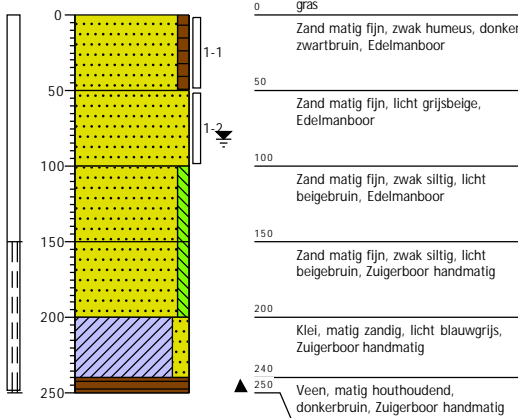 0
50
100
150
200
250
1-1
1-2
0
gras
Zand matig fijn, zwak humeus, donker
zwartbruin, Edelmanboor
50
Zand matig fijn, licht grijsbeige,
Edelmanboor
100
Zand matig fijn, zwak siltig, licht
beigebruin, Edelmanboor
150
Zand matig fijn, zwak siltig, licht
beigebruin, Zuigerboor handmatig
200
Klei, matig zandig, licht blauwgrijs,
Zuigerboor handmatig
240
250
Veen, matig houthoudend,
donkerbruin, Zuigerboor handmatig